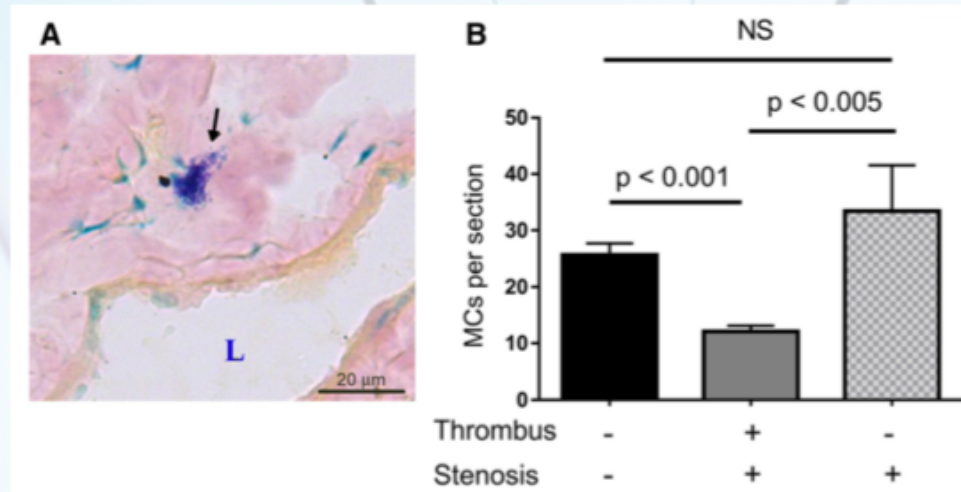 A
L
20 µm
B
NS
p < 0.005
p < 0.001
MCs per section
50
40
30
20
10
0
Thrombus - + -
Stenosis - + +